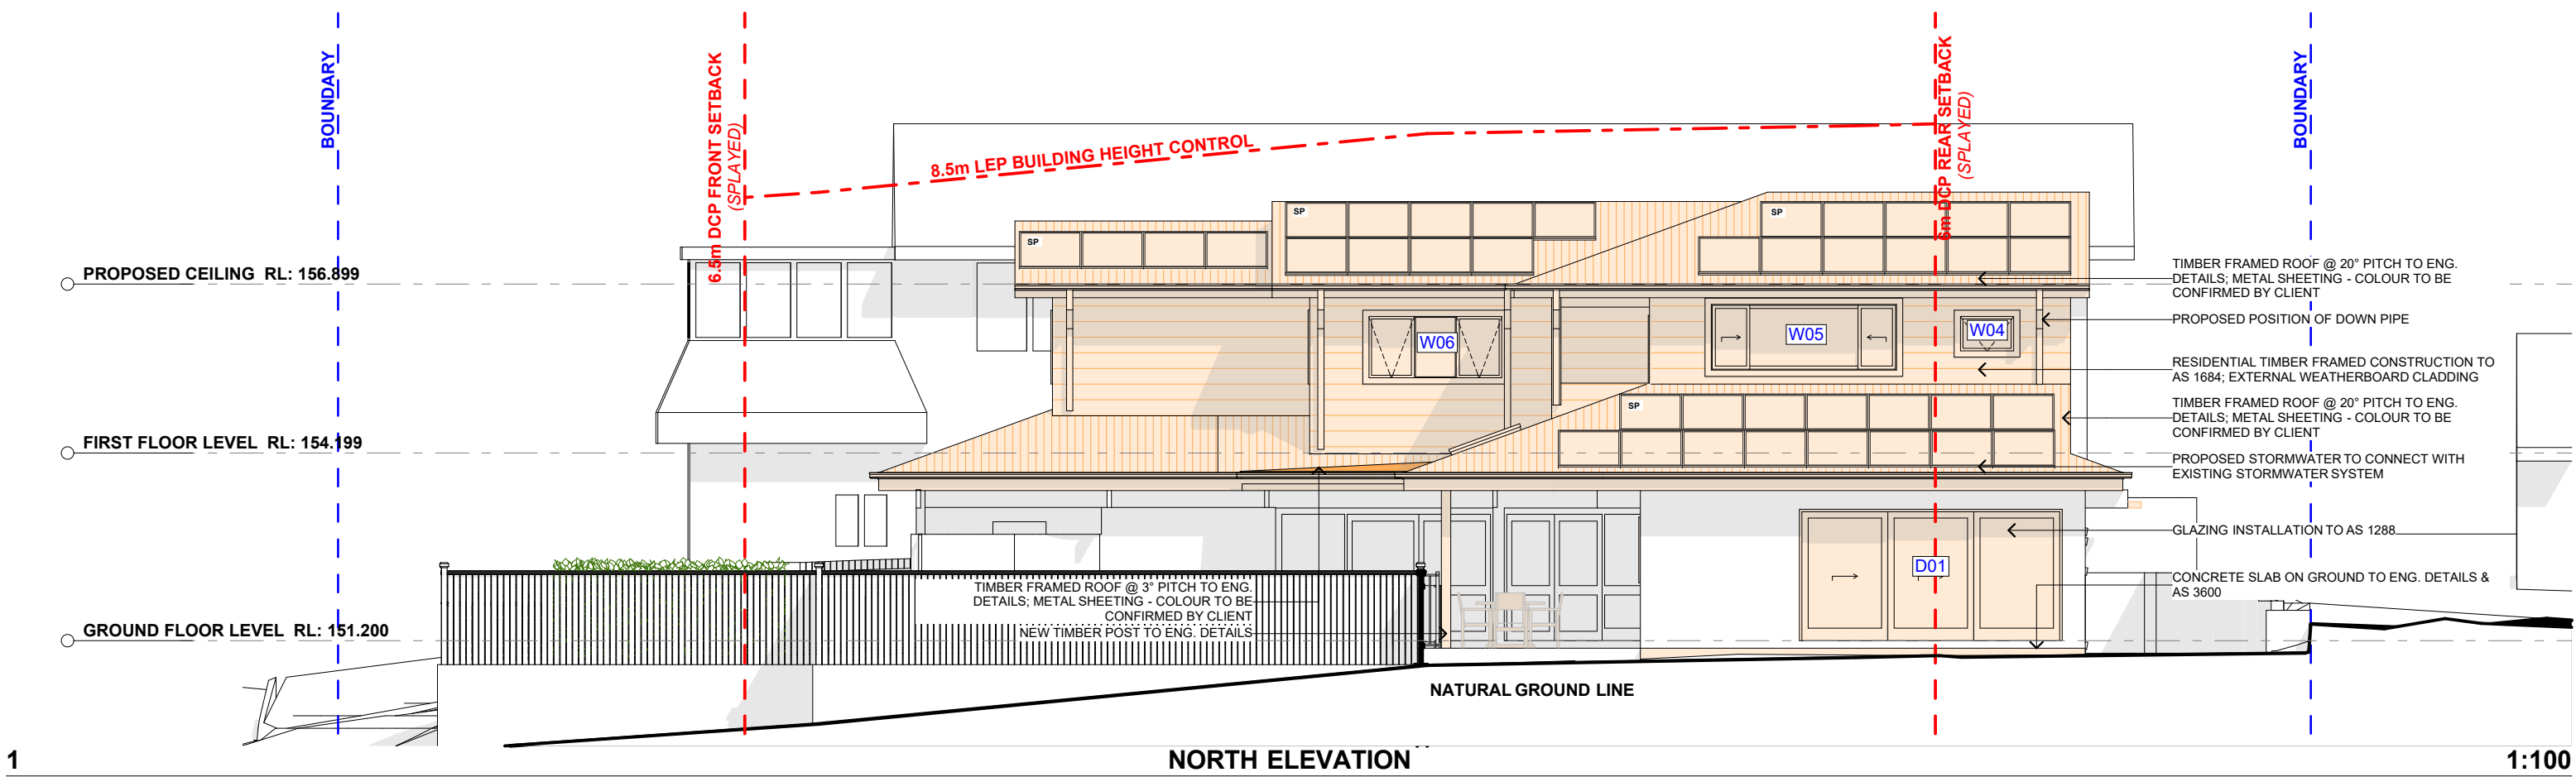 BOUNDARY
6.5m DCP FRONT SETBACK
(SPLAYED)
8.5m LEP BUILDING HEIGHT CONTROL
6m DCP REAR SETBACK
(SPLAYED)
BOUNDARY
SP
SP
SP
SP
PROPOSED CEILING RL: 156.899
FIRST FLOOR LEVEL RL: 154.199
GROUND FLOOR LEVEL RL: 151.200
W06
W05
W04
D01
TIMBER FRAMED ROOF @ 20° PITCH TO ENG.
DETAILS; METAL SHEETING - COLOUR TO BE
CONFIRMED BY CLIENT
PROPOSED POSITION OF DOWN PIPE
RESIDENTIAL TIMBER FRAMED CONSTRUCTION TO
AS 1684; EXTERNAL WEATHERBOARD CLADDING
TIMBER FRAMED ROOF @ 20° PITCH TO ENG.
DETAILS; METAL SHEETING - COLOUR TO BE
CONFIRMED BY CLIENT
PROPOSED STORMWATER TO CONNECT WITH
EXISTING STORMWATER SYSTEM
GLAZING INSTALLATION TO AS 1288
CONCRETE SLAB ON GROUND TO ENG. DETAILS &
AS 3600
TIMBER FRAMED ROOF @ 3° PITCH TO ENG.
DETAILS; METAL SHEETING - COLOUR TO BE
CONFIRMED BY CLIENT
NEW TIMBER POST TO ENG. DETAILS
NATURAL GROUND LINE
1
NORTH ELEVATION
1:100